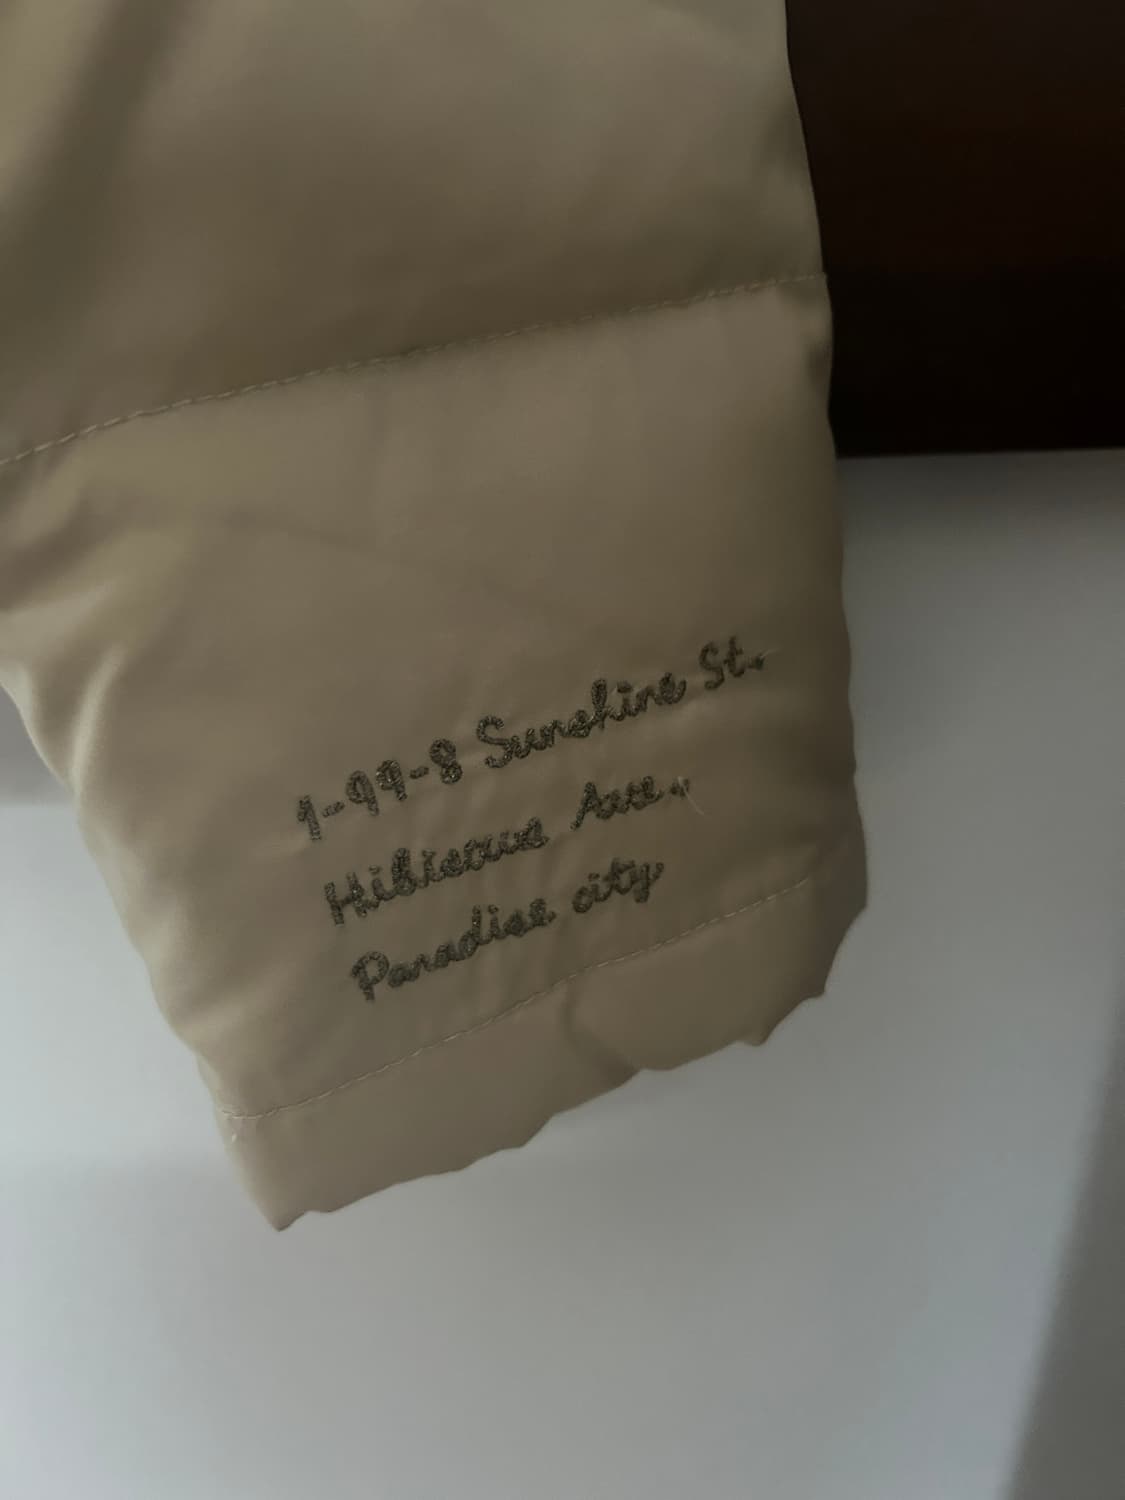 1-99-8 Sunshine St.
Hibiscus Ave.
Paradise city